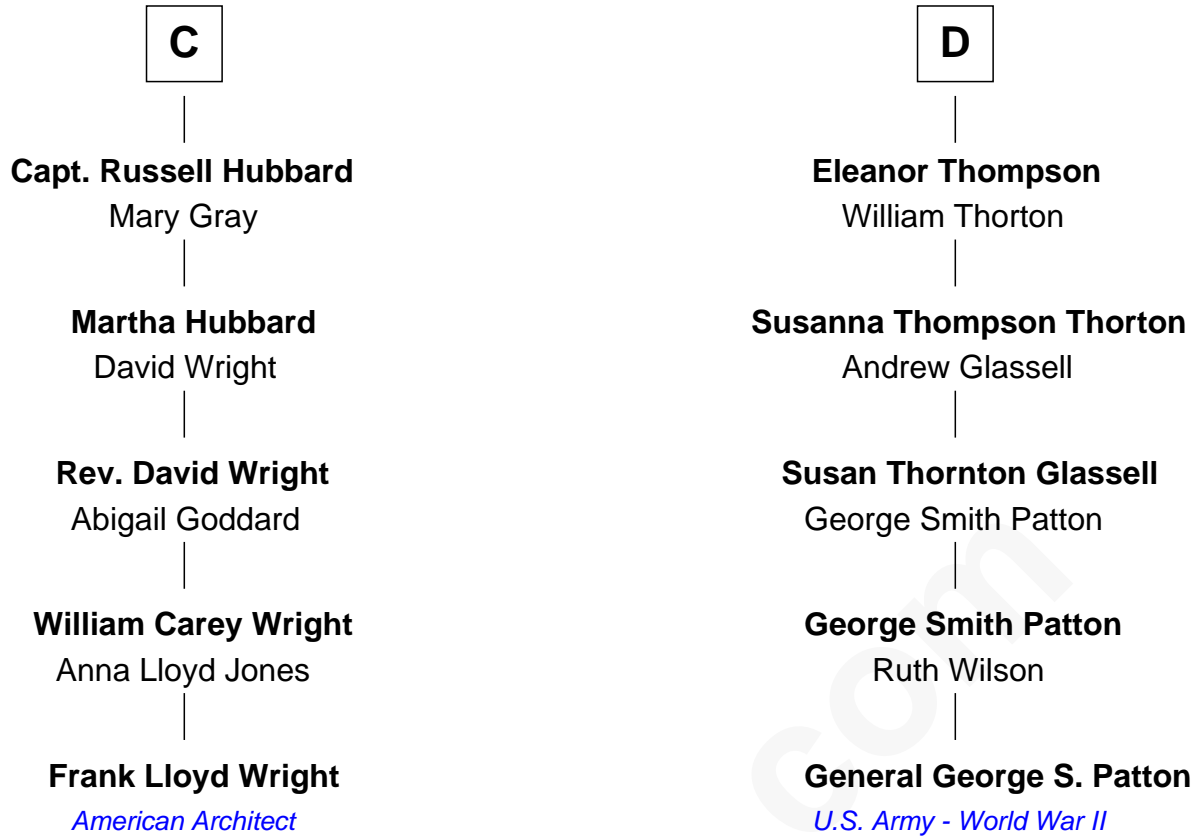 C
Capt. Russell Hubbard
Mary Gray
Martha Hubbard
David Wright
Rev. David Wright
Abigail Goddard
William Carey Wright
Anna Lloyd Jones
Frank Lloyd Wright
American Architect
D
Eleanor Thompson
William Thorton
Susanna Thompson Thorton
Andrew Glassell
Susan Thornton Glassell
George Smith Patton
George Smith Patton
Ruth Wilson
General George S. Patton
U.S. Army - World War II
com